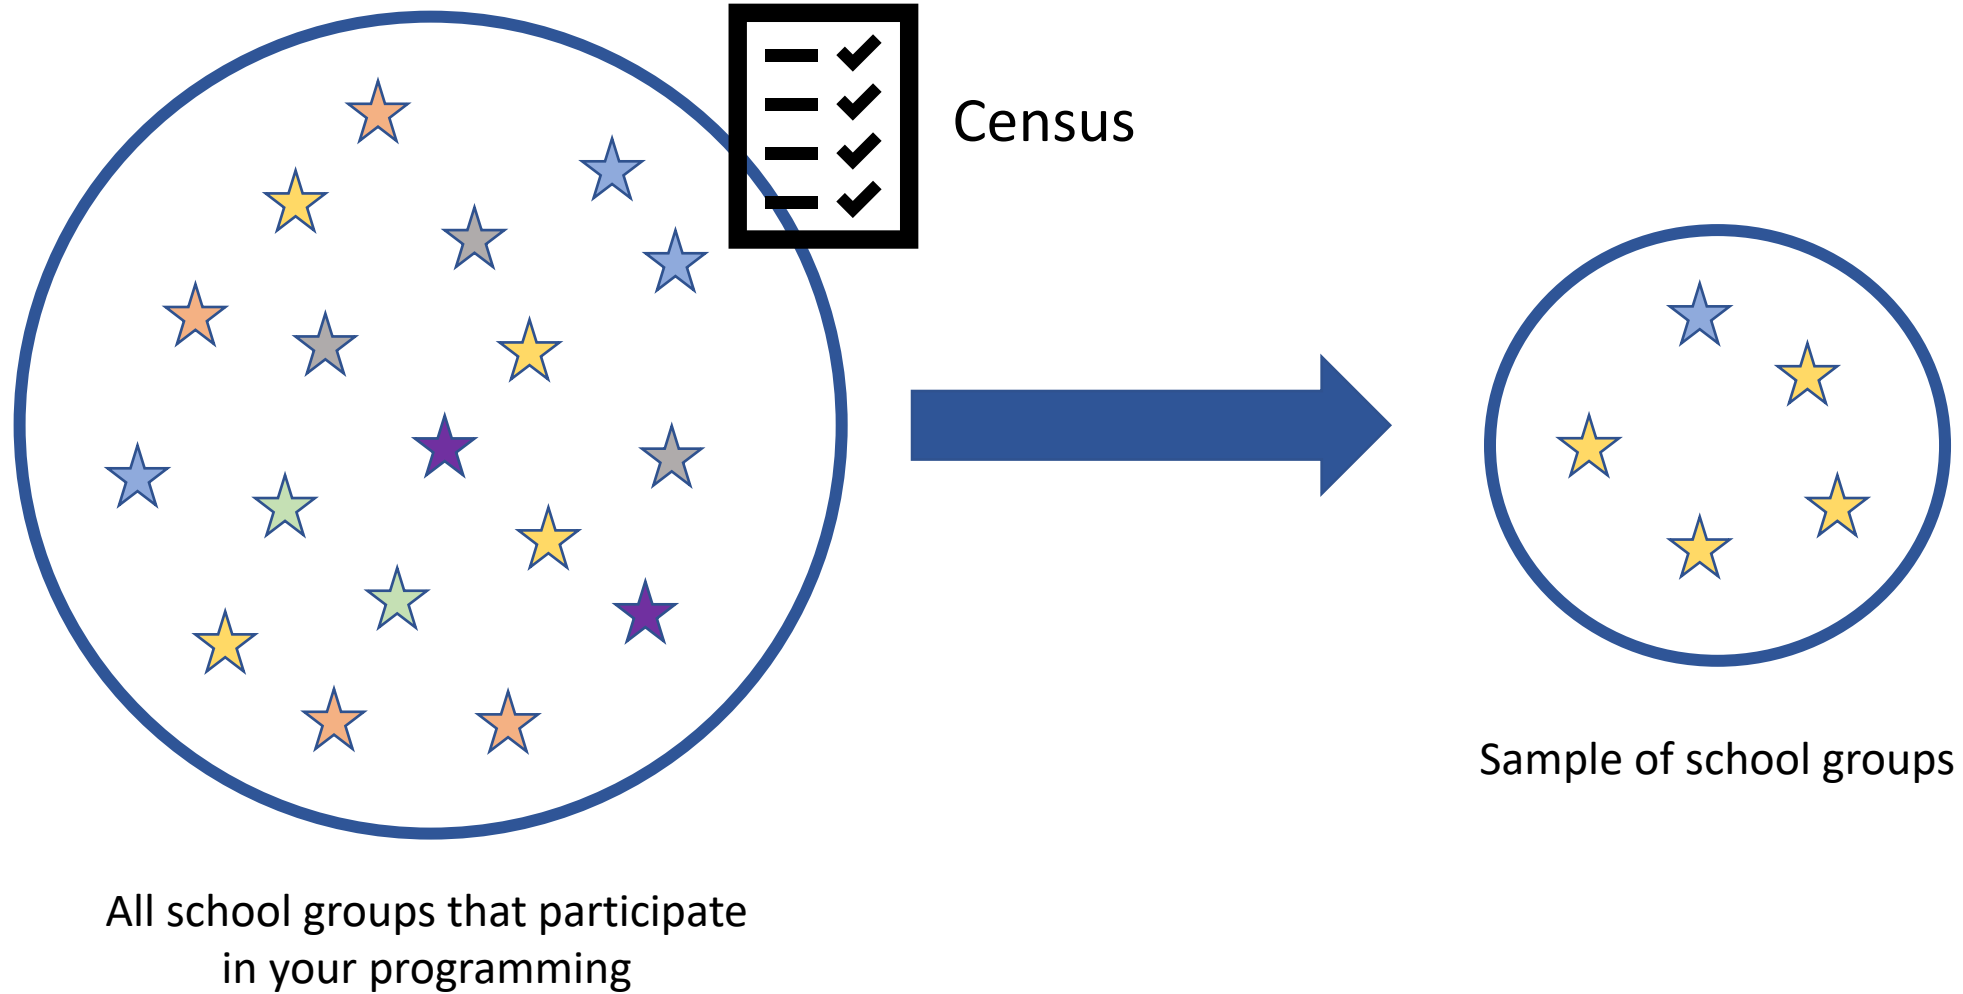 Census
Sample of school groups
All school groups that participate
in your programming